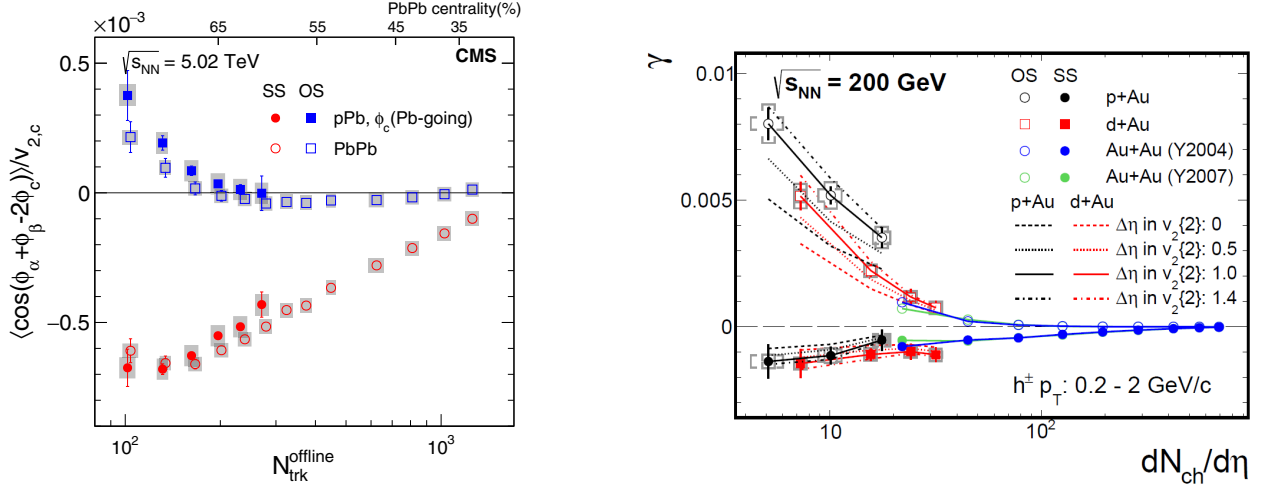 ×10⁻³
PbPb centrality(%)
65 55 45 35
√sNN = 5.02 TeV
CMS
SS OS
pPb, ϕc(Pb-going)
PbPb
0.5
0
−0.5
⟨cos(ϕα+ϕβ-2ϕc)⟩/v2,c
10² 10³
Ntrk^offline
γ
0.01
0.005
0
√sNN = 200 GeV
OS SS
p+Au
d+Au
Au+Au (Y2004)
Au+Au (Y2007)
p+Au d+Au
Δη in v2{2}: 0
Δη in v2{2}: 0.5
Δη in v2{2}: 1.0
Δη in v2{2}: 1.4
h± pT: 0.2 - 2 GeV/c
10 10²
dNch/dη